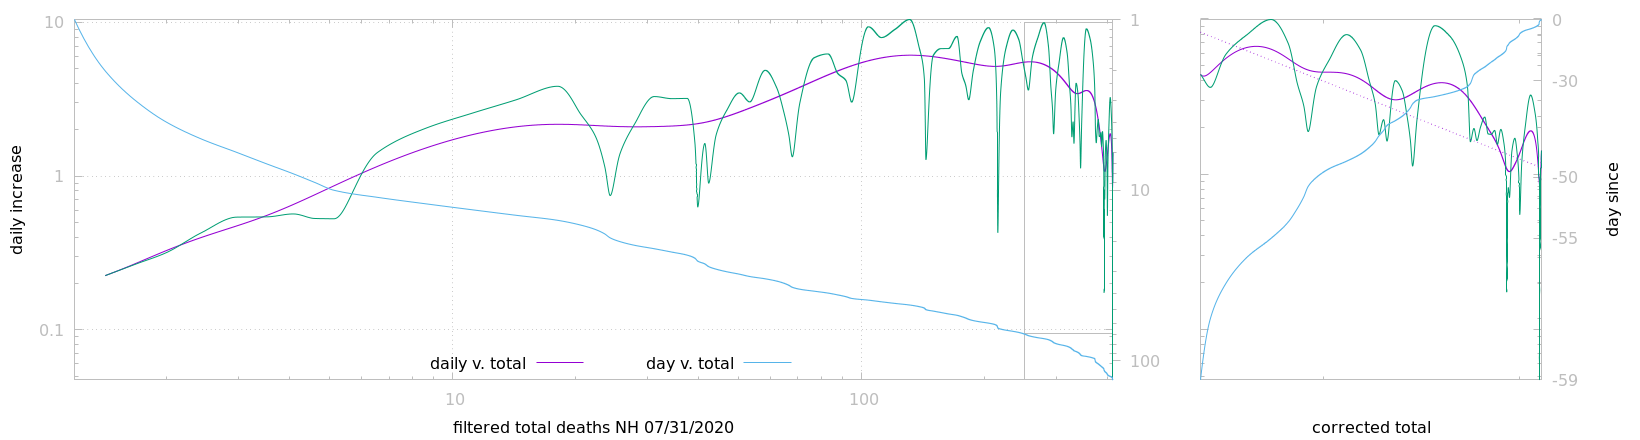 10
1
0.1
daily increase
daily v. total
day v. total
10
100
filtered total deaths NH 07/31/2020
1
10
100
0
-30
-50
-55
-59
day since
corrected total